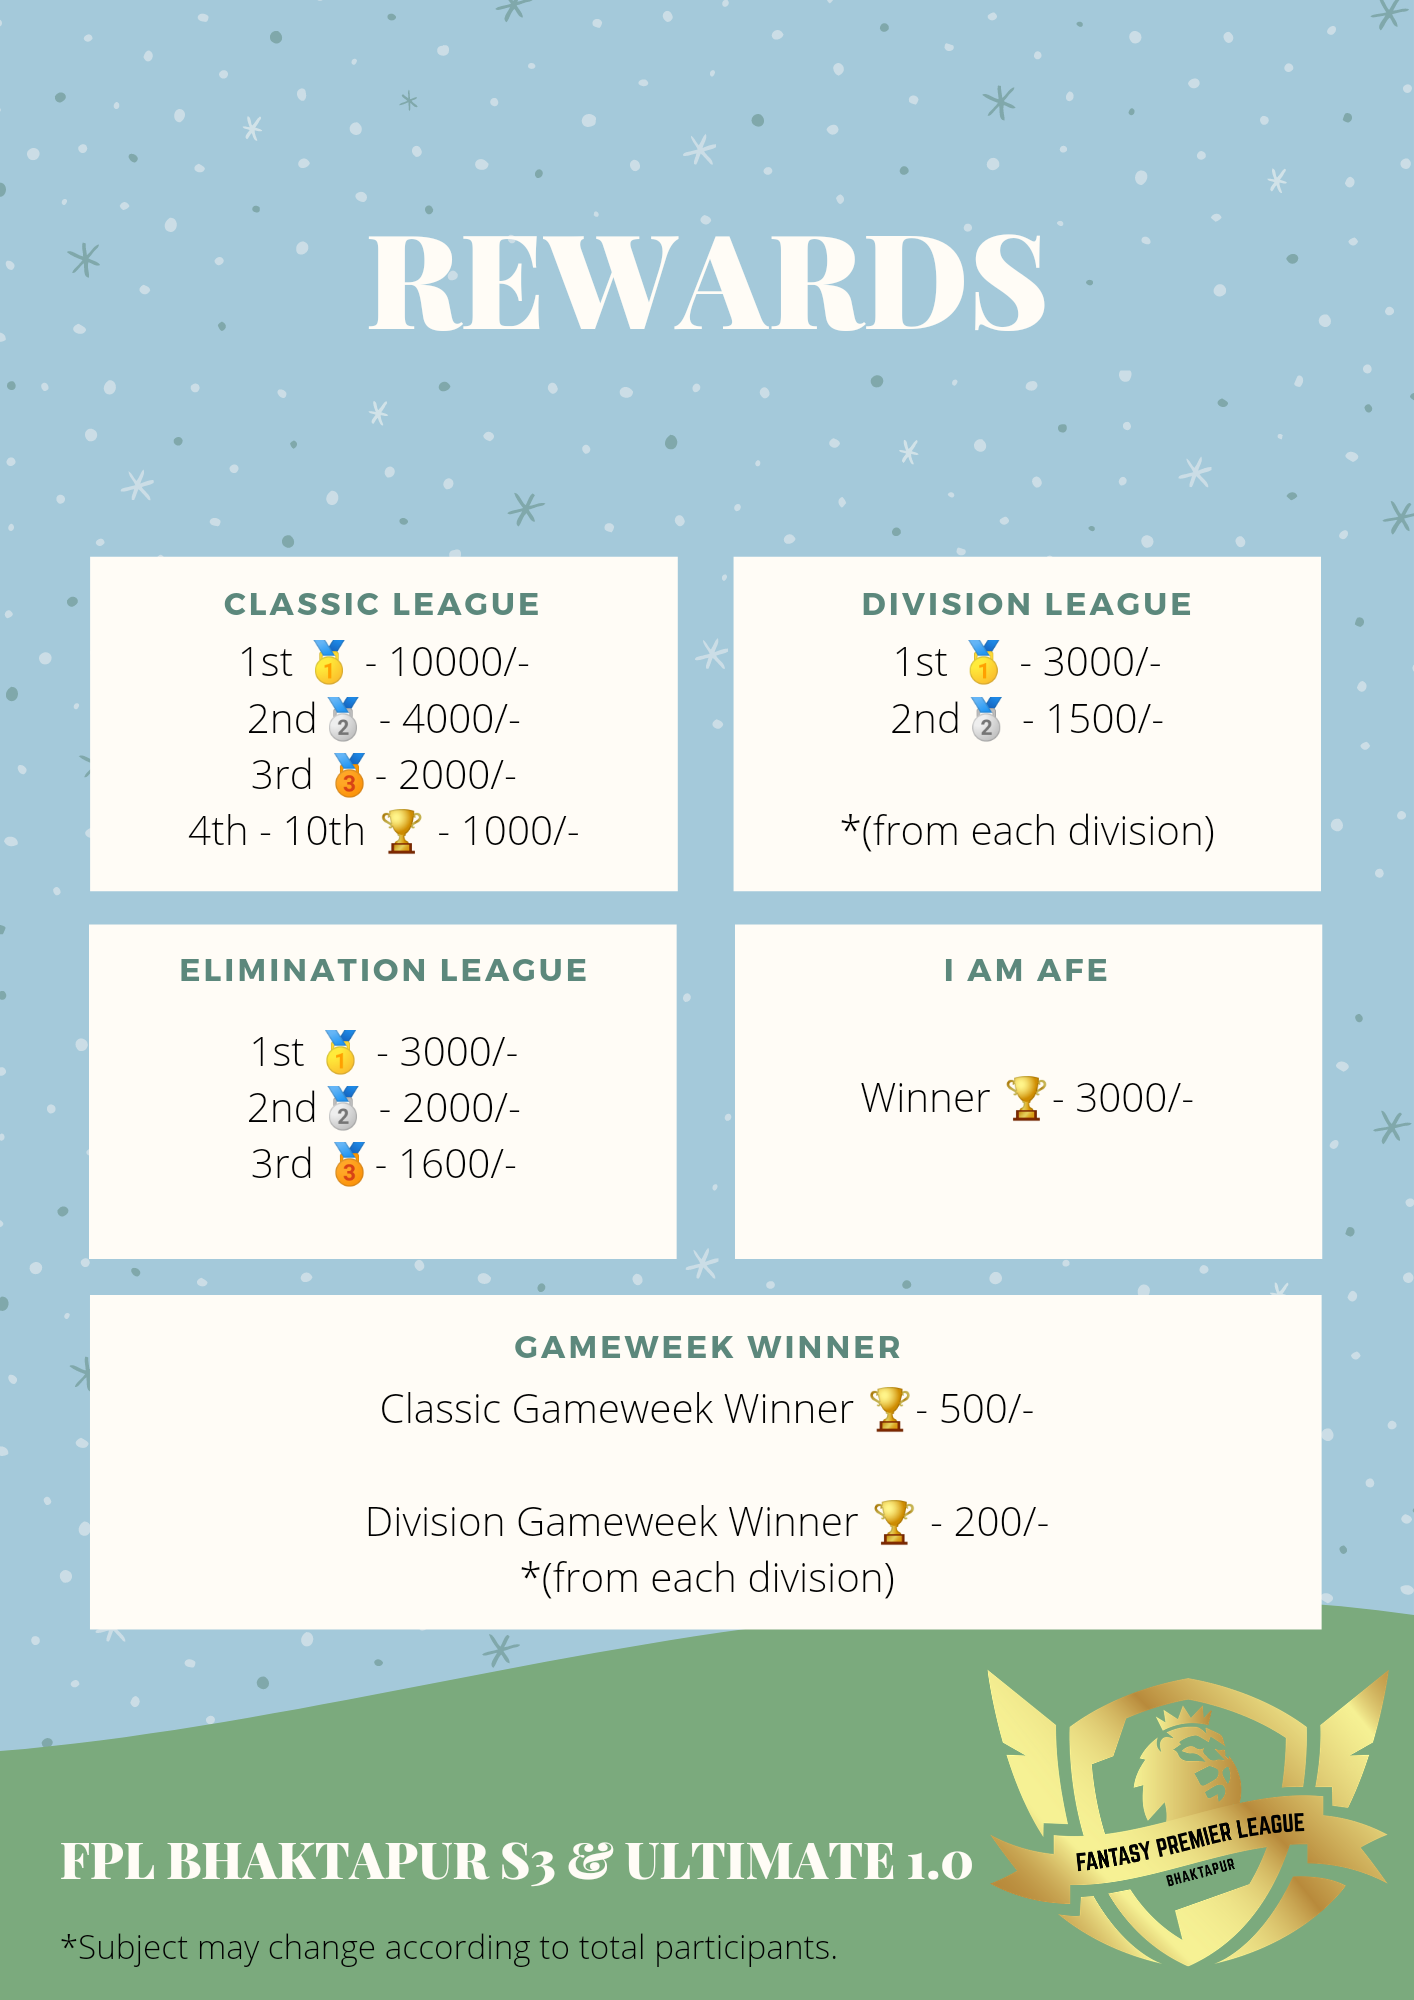 REWARDS
CLASSIC LEAGUE
1st 🥇 - 10000/-
2nd🥈 - 4000/-
3rd 🥉- 2000/-
4th - 10th 🏆 - 1000/-
DIVISION LEAGUE
1st 🥇 - 3000/-
2nd🥈 - 1500/-
*(from each division)
ELIMINATION LEAGUE
1st 🥇 - 3000/-
2nd🥈 - 2000/-
3rd 🥉- 1600/-
I AM AFE
Winner 🏆- 3000/-
GAMEWEEK WINNER
Classic Gameweek Winner 🏆- 500/-
Division Gameweek Winner 🏆 - 200/-
*(from each division)
FPL BHAKTAPUR S3 & ULTIMATE 1.0
*Subject may change according to total participants.
FANTASY PREMIER LEAGUE
BHAKTAPUR